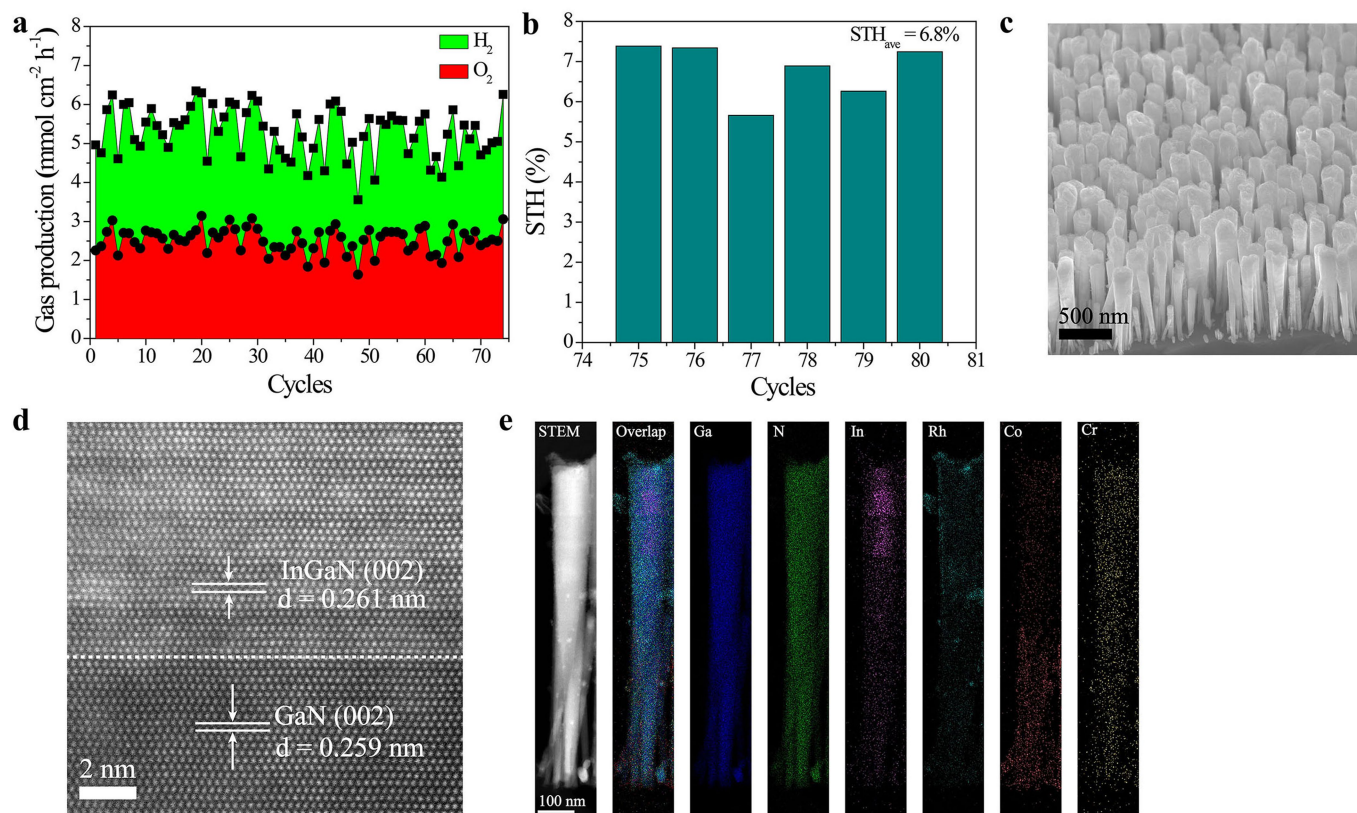 a
8
7
6
5
4
3
2
1
0
Gas production (mmol cm⁻² h⁻¹)
H₂
O₂
0 10 20 30 40 50 60 70
Cycles
b
8
7
6
5
4
3
2
1
0
STH (%)
STH_ave = 6.8%
74 75 76 77 78 79 80 81
Cycles
c
500 nm
d
InGaN (002)
d = 0.261 nm
GaN (002)
d = 0.259 nm
2 nm
e
STEM Overlap Ga N In Rh Co Cr
100 nm